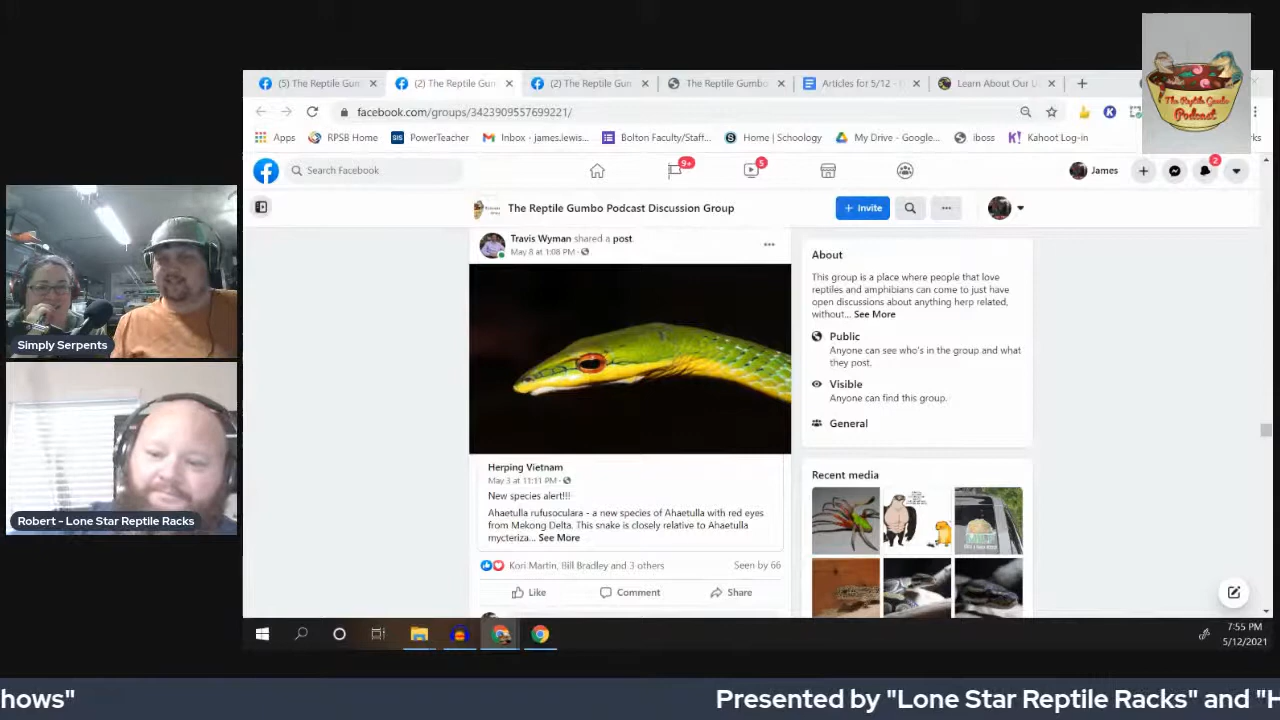 The Reptile Gumbo
Podcast
(5) The Reptile Gum
(2) The Reptile Gun
(2) The Reptile Gun
The Reptile Gumbo
Articles for 5/12 -
Learn About Our U
facebook.com/groups/3423909557699221/
Apps
RPSB Home
PowerTeacher
Inbox - james.lewis...
Bolton Faculty/Staff...
Home | Schoology
My Drive - Google...
iboss
Kahoot Log-in
Search Facebook
9+
5
James
2
The Reptile Gumbo Podcast Discussion Group
+ Invite
Travis Wyman shared a post.
May 8 at 1:08 PM
Herping Vietnam
May 3 at 11:11 PM
New species alert!!!
Ahaetulla rufusoculara - a new species of Ahaetulla with red eyes
from Mekong Delta. This snake is closely relative to Ahaetulla
mycteriza... See More
Kori Martin, Bill Bradley and 3 others
Seen by 66
Like
Comment
Share
About
This group is a place where people that love
reptiles and amphibians can come to just have
open discussions about anything herp related,
without... See More
Public
Anyone can see who's in the group and what
they post.
Visible
Anyone can find this group.
General
Recent media
Simply Serpents
Robert - Lone Star Reptile Racks
7:55 PM
5/12/2021
hows"
Presented by "Lone Star Reptile Racks" and "H